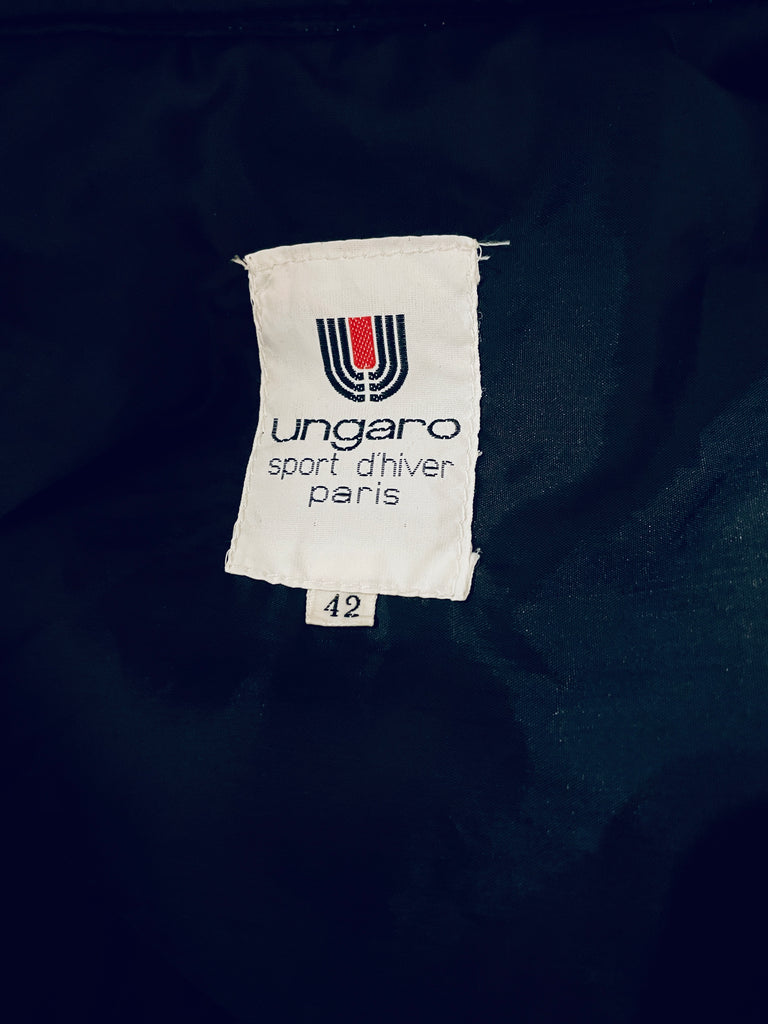 ungaro
sport d'hiver
paris
42